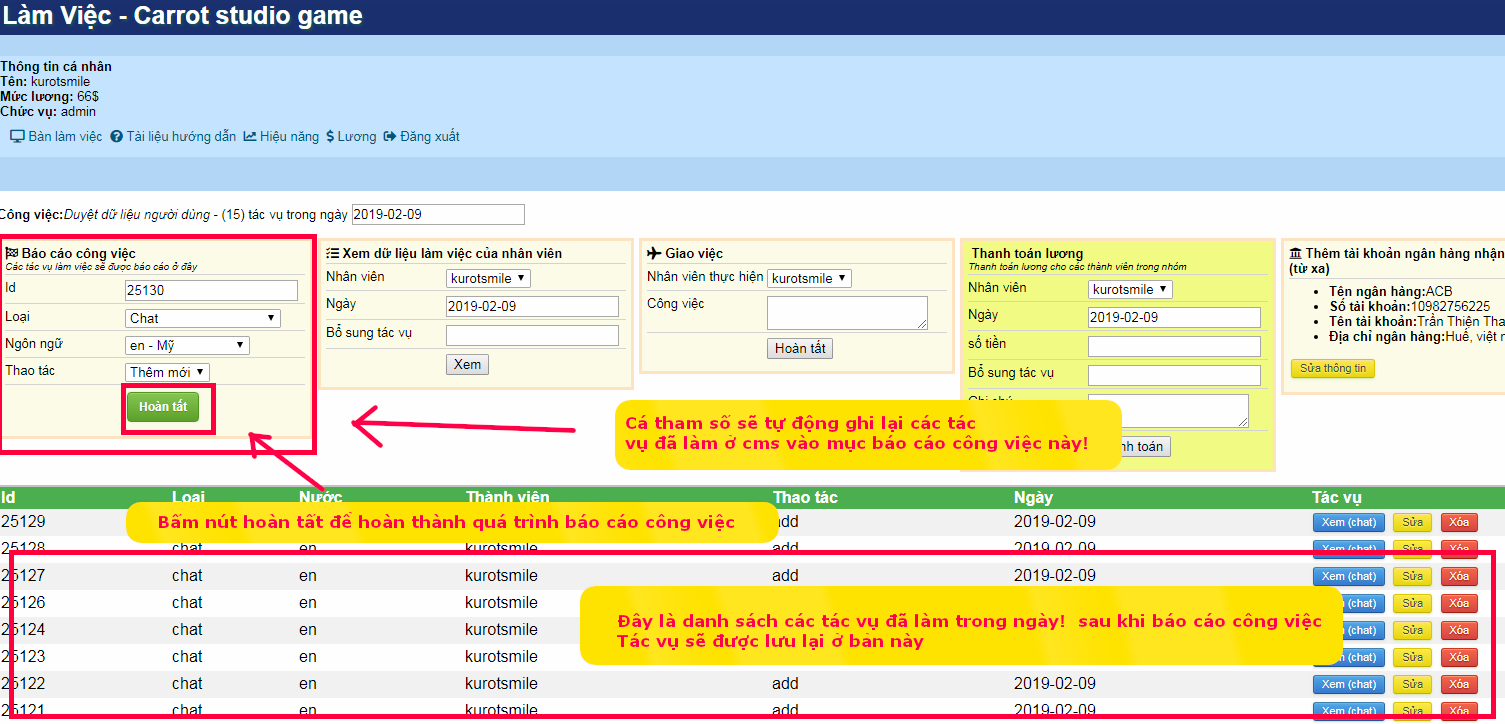 Làm Việc - Carrot studio game
Thông tin cá nhân
Tên: kurotsmile
Mức lương: 66$
Chức vụ: admin
Bàn làm việc Tài liệu hướng dẫn Hiệu năng $ Lương Đăng xuất
Công việc:Duyệt dữ liệu người dùng - (15) tác vụ trong ngày 2019-02-09
Báo cáo công việc
Các tác vụ làm việc sẽ được báo cáo ở đây
Id 25130
Loại Chat
Ngôn ngữ en - Mỹ
Thao tác Thêm mới
Hoàn tất
Xem dữ liệu làm việc của nhân viên
Nhân viên kurotsmile
Ngày 2019-02-09
Bổ sung tác vụ
Xem
Giao việc
Nhân viên thực hiện kurotsmile
Công việc
Hoàn tất
Thanh toán lương
Thanh toán lương cho các thành viên trong nhóm
Nhân viên kurotsmile
Ngày 2019-02-09
số tiền
Bổ sung tác vụ
Ghi chú
nh toán
Thêm tài khoản ngân hàng nhận
(từ xa)
Tên ngân hàng:ACB
Số tài khoản:10982756225
Tên tài khoản:Trần Thiện Tha
Địa chỉ ngân hàng:Huế, việt n
Sửa thông tin
Cá tham số sẽ tự động ghi lại các tác
vụ đã làm ở cms vào mục báo cáo công việc này!
Id Loại Nước Thành viên Thao tác Ngày Tác vụ
Bấm nút hoàn tất để hoàn thành quá trình báo cáo công việc
25129 add 2019-02-09 Xem (chat) Sửa Xóa
25128 chat en kurotsmile add 2019-02-09 Xem (chat) Sửa Xóa
25127 chat en kurotsmile add 2019-02-09 Xem (chat) Sửa Xóa
25126 chat en kurotsmile (chat) Sửa Xóa
25124 chat en kurotsmile (chat) Sửa Xóa
25123 chat en kurotsmile (chat) Sửa Xóa
Đây là danh sách các tác vụ đã làm trong ngày! sau khi báo cáo công việc
Tác vụ sẽ được lưu lại ở bản này
25122 chat en kurotsmile add 2019-02-09 Xem (chat) Sửa Xóa
25121 chat en kurotsmile add 2019-02-09 Xem (chat) Sửa Xóa